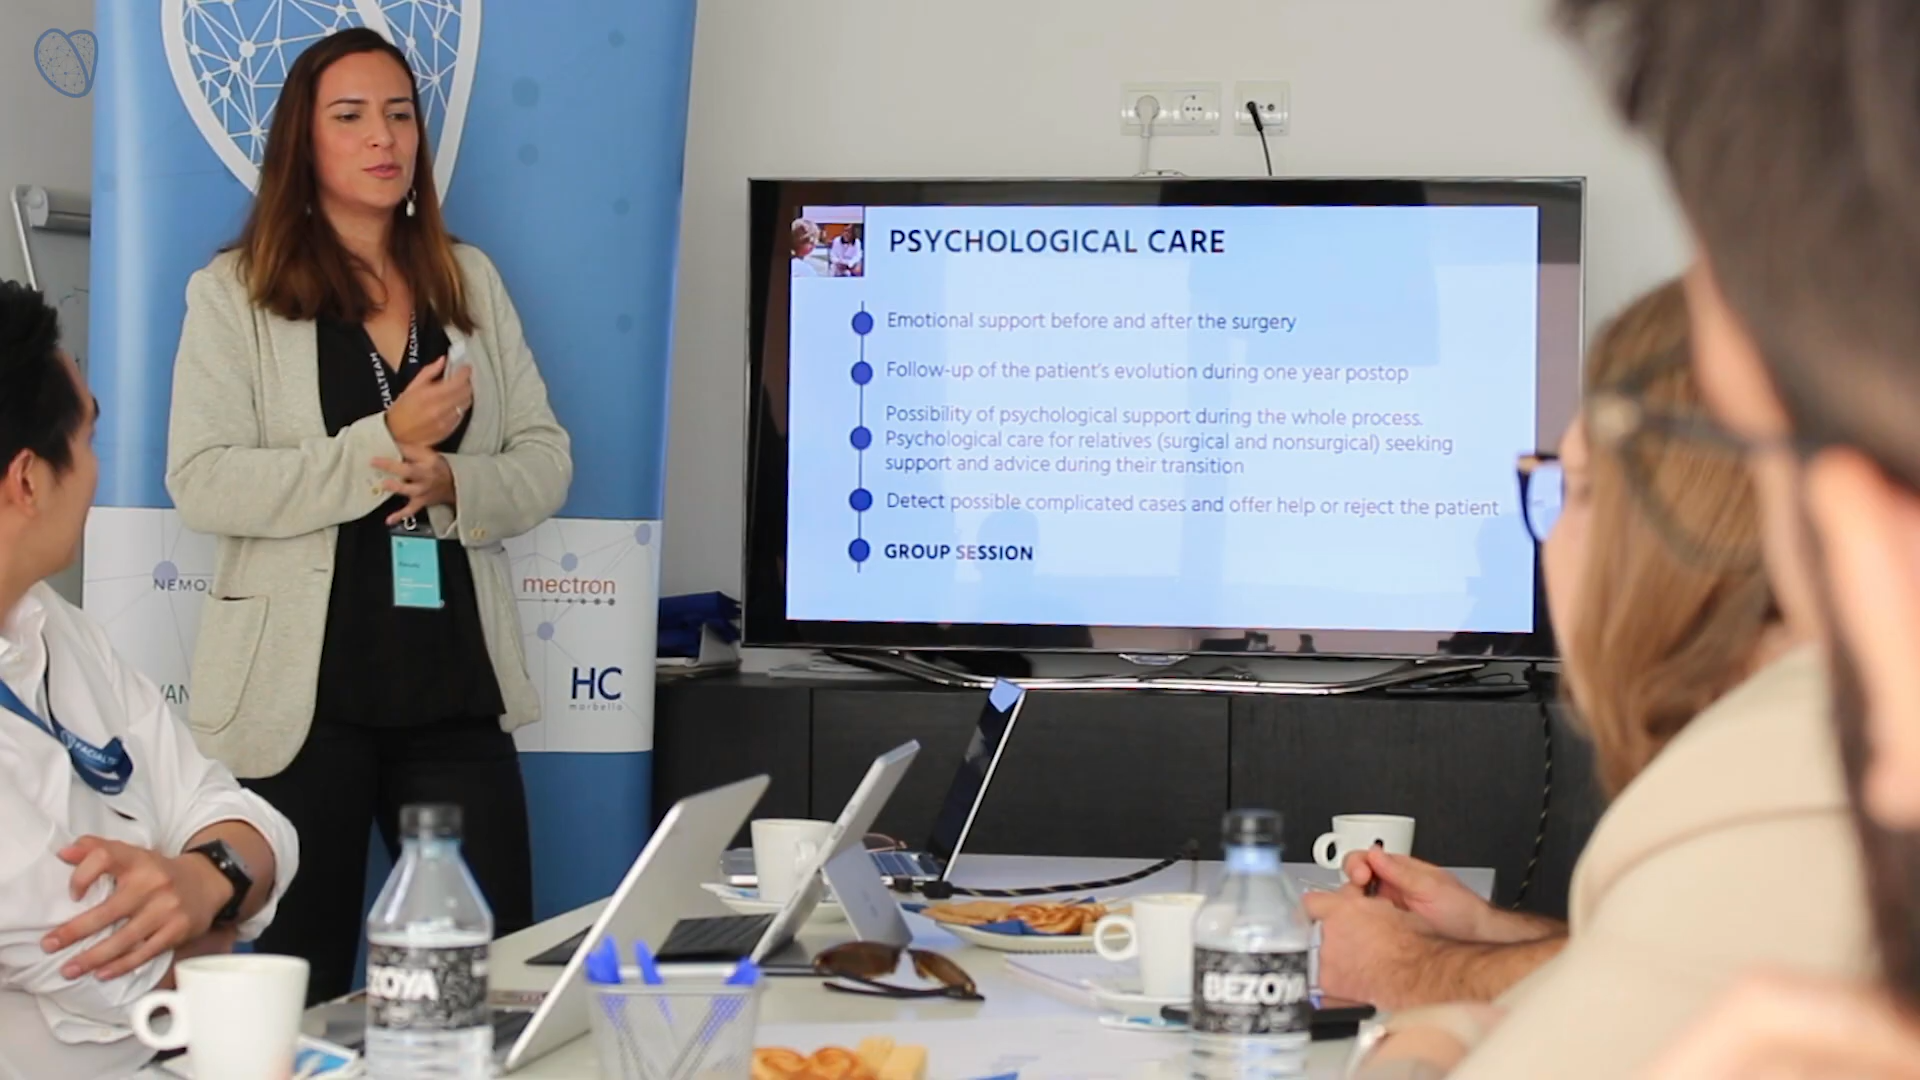 PSYCHOLOGICAL CARE
Emotional support before and after the surgery
Follow-up of the patient's evolution during one year postop
Possibility of psychological support during the whole process.
Psychological care for relatives (surgical and nonsurgical) seeking
support and advice during their transition
Detect possible complicated cases and offer help or reject the patient
GROUP SESSION
NEMO
mectron
HC
marbella
BEZOYA